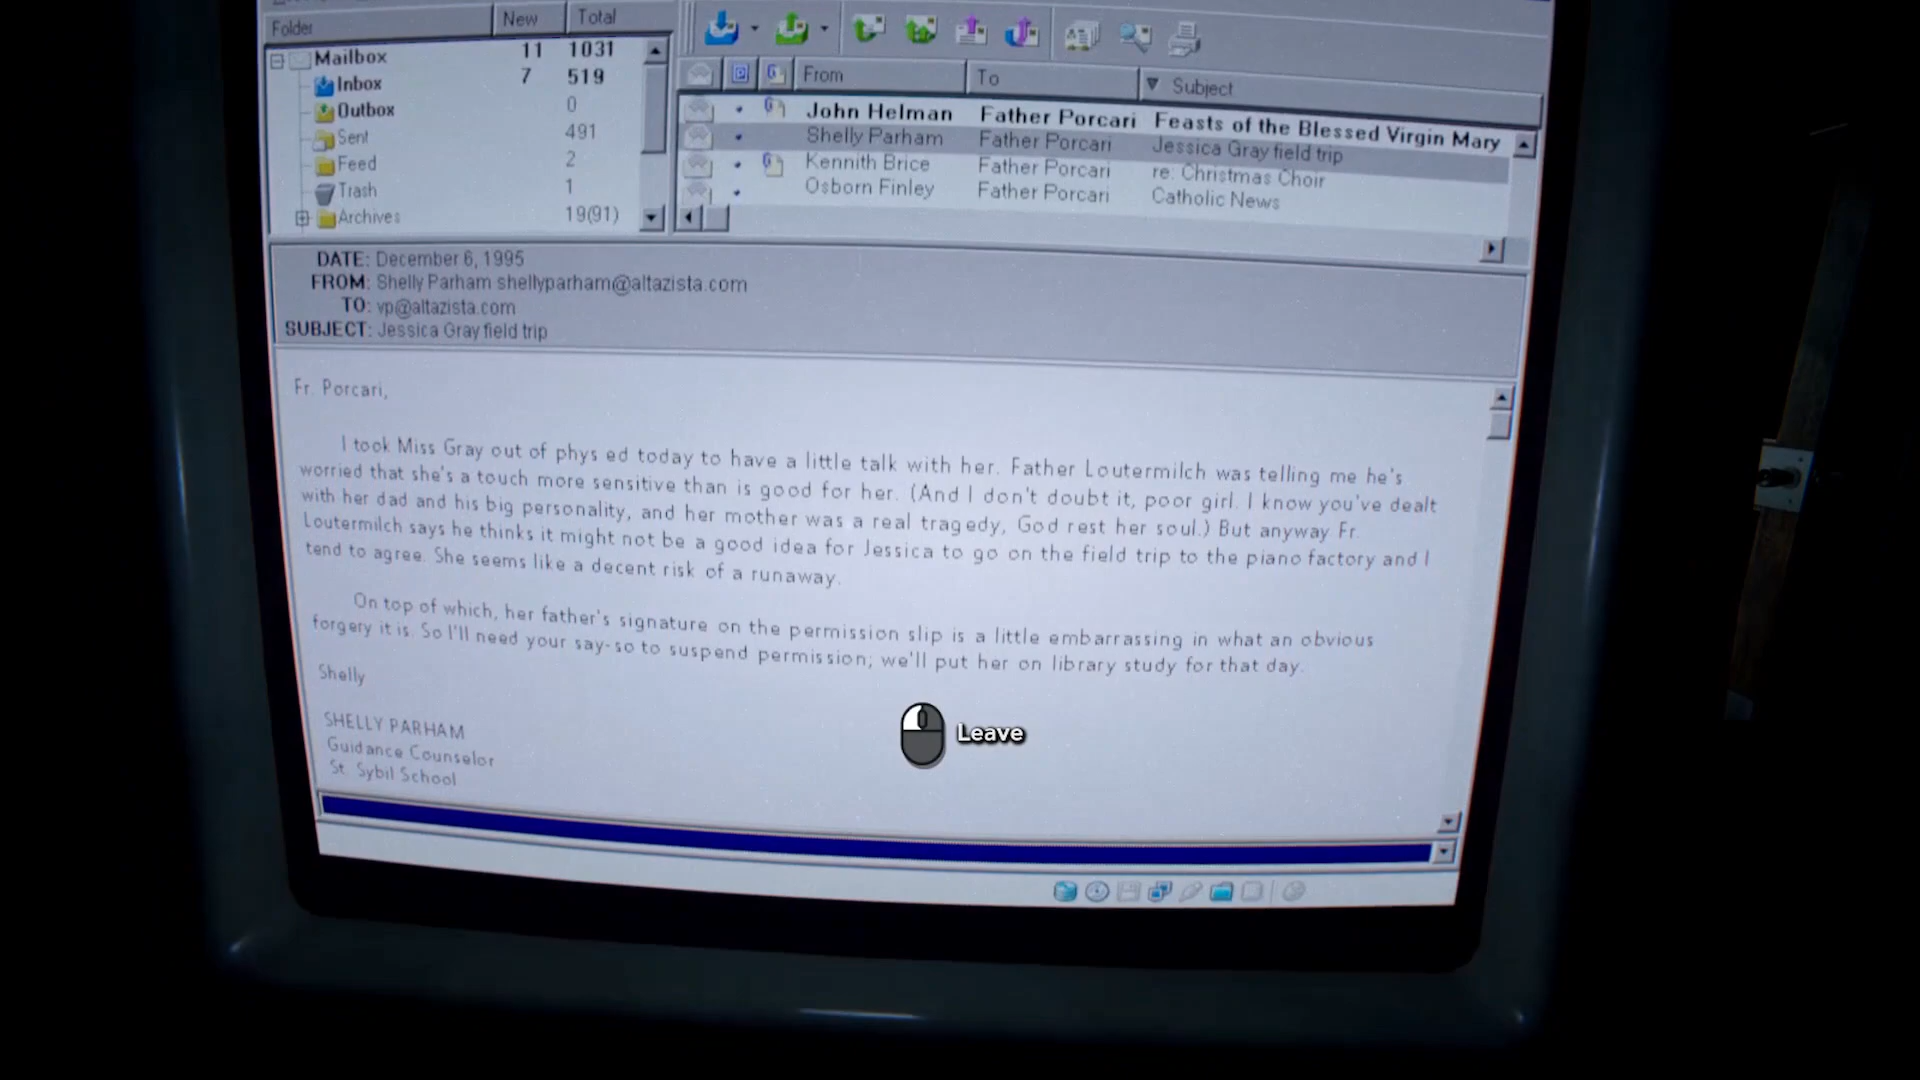 Folder New Total
Mailbox 11 1031
Inbox 7 519
Outbox 0
Sent 491
Feed 2
Trash 1
Archives 19(91)
From To Subject
John Helman Father Porcari Feasts of the Blessed Virgin Mary
Shelly Parham Father Porcari Jessica Gray field trip
Kennith Brice Father Porcari re: Christmas Choir
Osborn Finley Father Porcari Catholic News
DATE: December 6, 1995
FROM: Shelly Parham shellyparham@altazista.com
TO: vp@altazista.com
SUBJECT: Jessica Gray field trip
Fr. Porcari,
I took Miss Gray out of phys ed today to have a little talk with her. Father Loutermilch was telling me he's
worried that she's a touch more sensitive than is good for her. (And I don't doubt it, poor girl. I know you've dealt
with her dad and his big personality, and her mother was a real tragedy, God rest her soul.) But anyway Fr.
Loutermilch says he thinks it might not be a good idea for Jessica to go on the field trip to the piano factory and I
tend to agree. She seems like a decent risk of a runaway.
On top of which, her father's signature on the permission slip is a little embarrassing in what an obvious
forgery it is. So I'll need your say-so to suspend permission; we'll put her on library study for that day.
Shelly
SHELLY PARHAM
Guidance Counselor
St. Sybil School
Leave